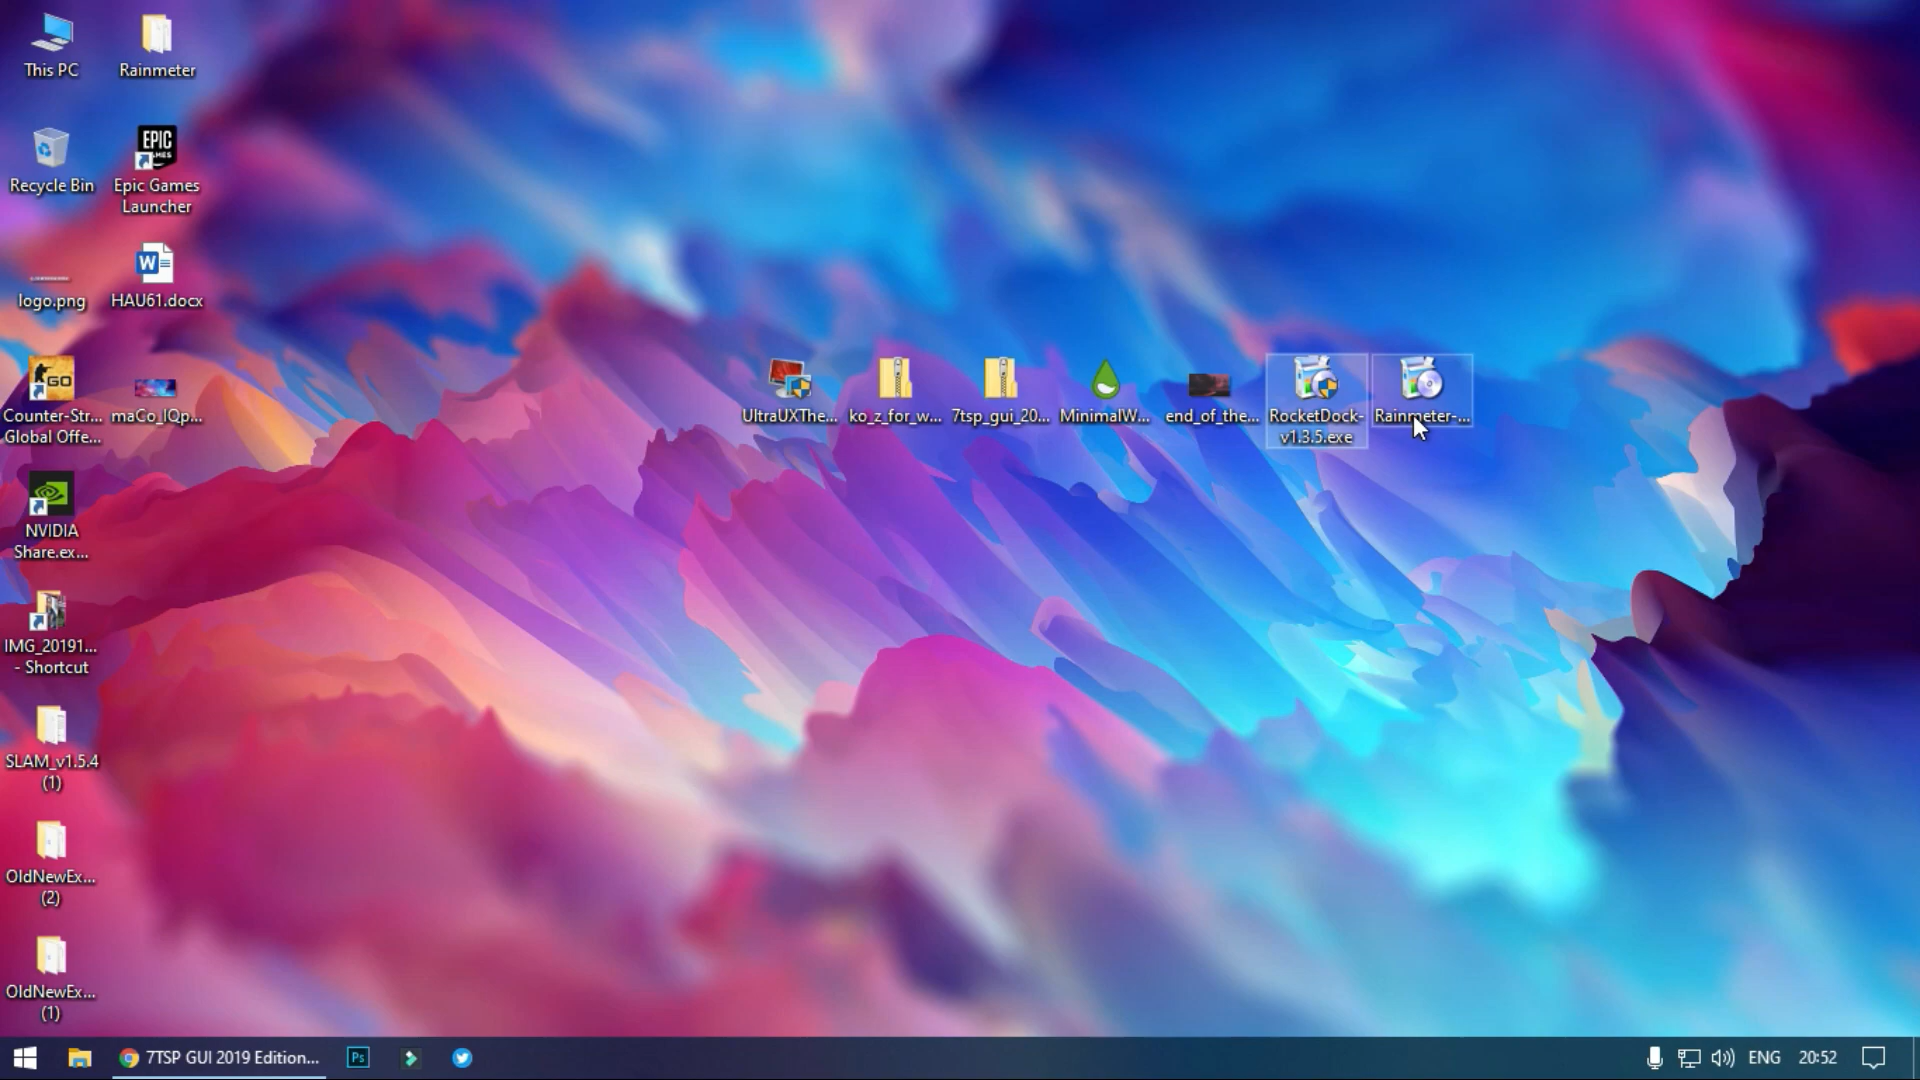 This PC
Rainmeter
Recycle Bin
EPIC
Epic Games
Launcher
logo.png
W
HAU61.docx
GO
Counter-Str...
Global Offe...
maCo_lQp...
UltraUXThe...
ko_z_for_w...
7tsp_gui_20...
MinimalW...
end_of_the...
RocketDock-
v1.3.5.exe
Rainmeter-...
NVIDIA
Share.ex...
IMG_20191...
- Shortcut
SLAM_v1.5.4
(1)
OldNewEx...
(2)
OldNewEx...
(1)
7TSP GUI 2019 Edition...
Ps
ENG
20:52